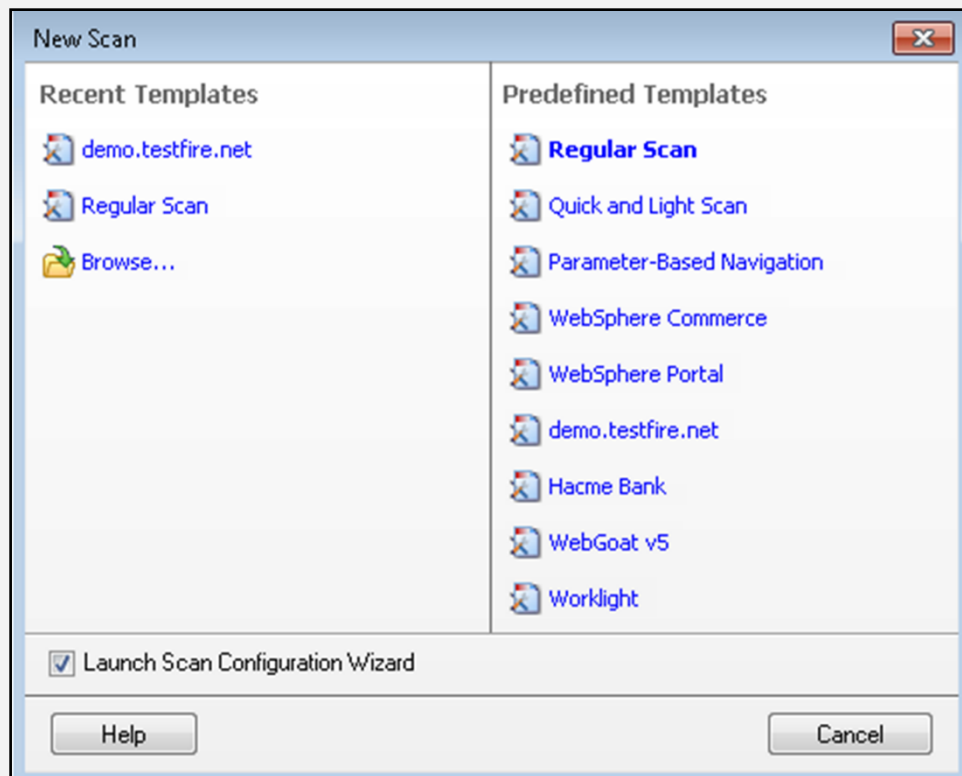 New Scan
Recent Templates
demo.testfire.net
Regular Scan
Browse...
Predefined Templates
Regular Scan
Quick and Light Scan
Parameter-Based Navigation
WebSphere Commerce
WebSphere Portal
demo.testfire.net
Hacme Bank
WebGoat v5
Worklight
Launch Scan Configuration Wizard
Help
Cancel